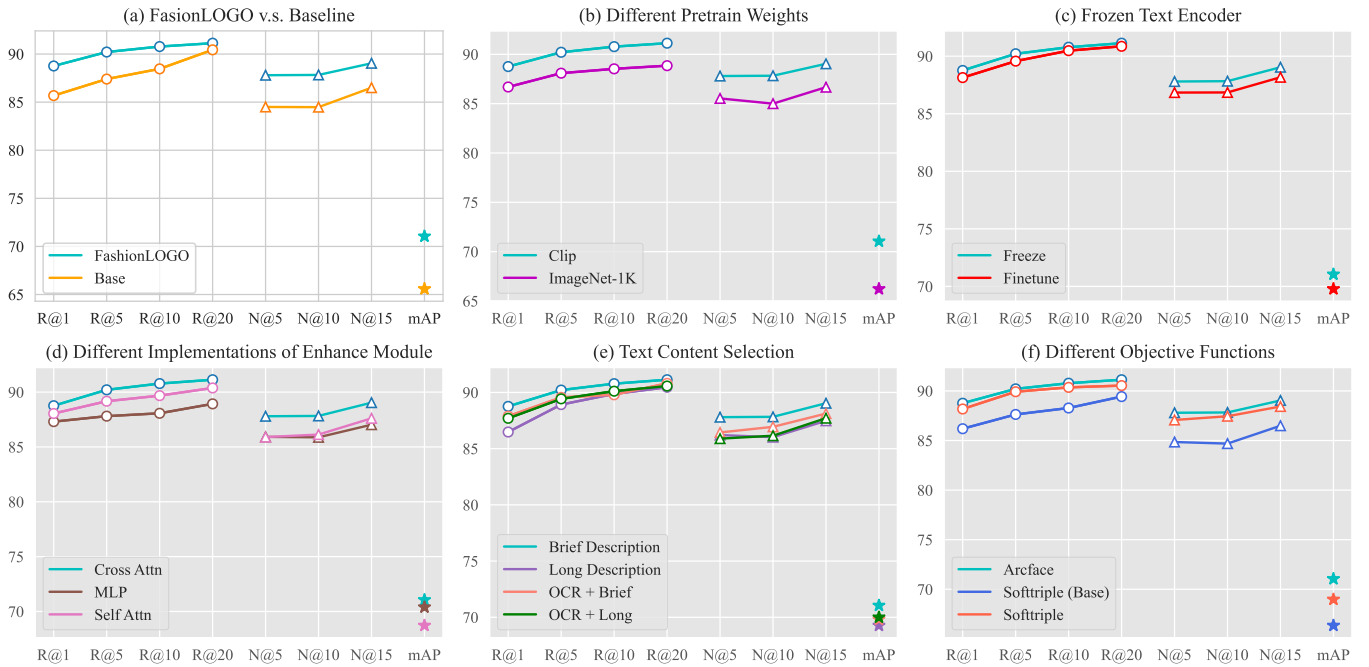 (a) FasionLOGO v.s. Baseline
90
85
80
75
70
65
FashionLOGO
Base
R@1 R@5 R@10 R@20 N@5 N@10 N@15 mAP
(b) Different Pretrain Weights
90
85
80
75
70
65
Clip
ImageNet-1K
R@1 R@5 R@10 R@20 N@5 N@10 N@15 mAP
(c) Frozen Text Encoder
90
85
80
75
70
Freeze
Finetune
R@1 R@5 R@10 R@20 N@5 N@10 N@15 mAP
(d) Different Implementations of Enhance Module
90
85
80
75
70
Cross Attn
MLP
Self Attn
R@1 R@5 R@10 R@20 N@5 N@10 N@15 mAP
(e) Text Content Selection
90
85
80
75
70
Brief Description
Long Description
OCR + Brief
OCR + Long
R@1 R@5 R@10 R@20 N@5 N@10 N@15 mAP
(f) Different Objective Functions
90
85
80
75
70
Arcface
Softtriple (Base)
Softtriple
R@1 R@5 R@10 R@20 N@5 N@10 N@15 mAP